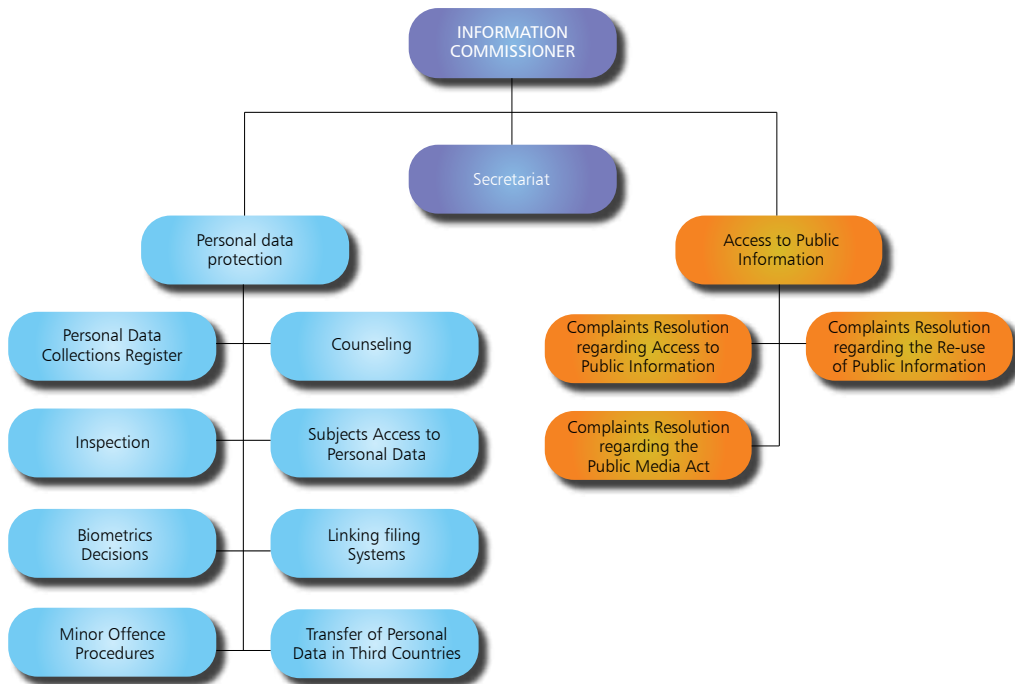 INFORMATION
COMMISSIONER
Secretariat
Personal data
protection
Access to Public
Information
Personal Data
Collections Register
Counseling
Complaints Resolution
regarding Access to
Public Information
Complaints Resolution
regarding the Re-use
of Public Information
Inspection
Subjects Access to
Personal Data
Complaints Resolution
regarding the
Public Media Act
Biometrics
Decisions
Linking filing
Systems
Minor Offence
Procedures
Transfer of Personal
Data in Third Countries